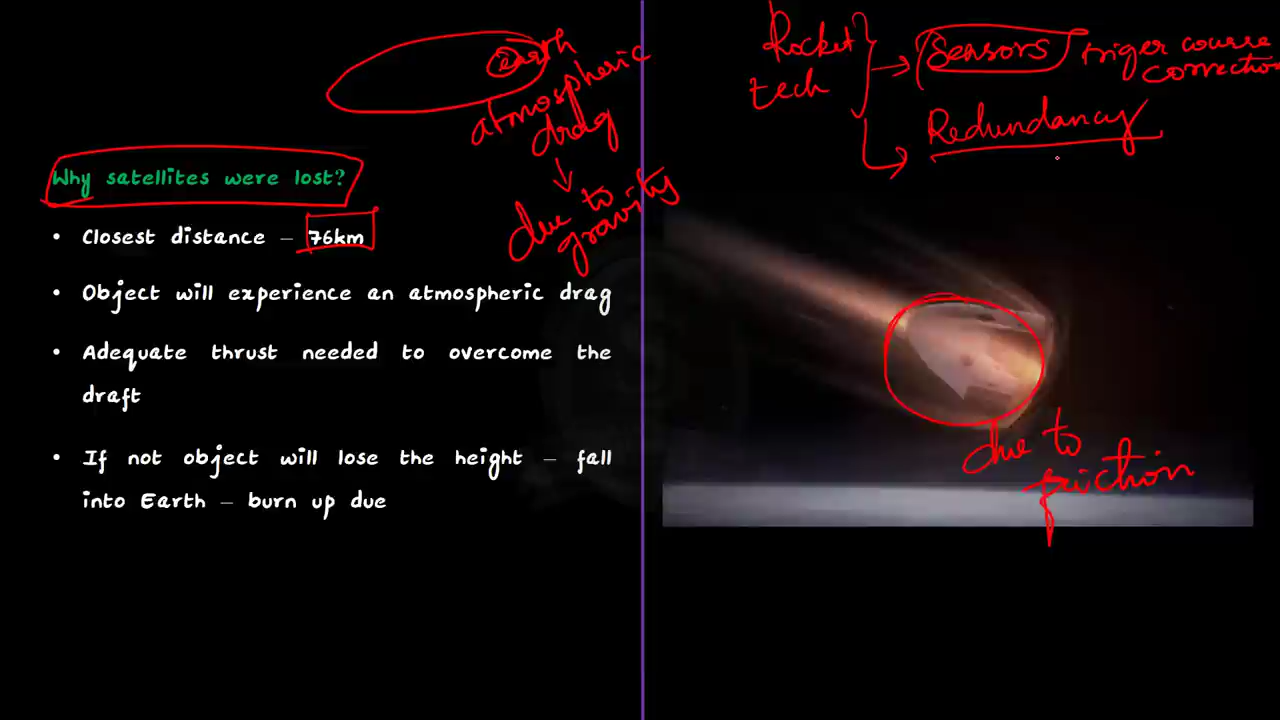 earth
atmospheric
drag
due to
gravity
Why satellites were lost?
• Closest distance – 76km
• Object will experience an atmospheric drag
• Adequate thrust needed to overcome the
draft
• If not object will lose the height – fall
into Earth – burn up due
Rocket
tech
Sensors triger course
correction
Redundancy
due to
friction